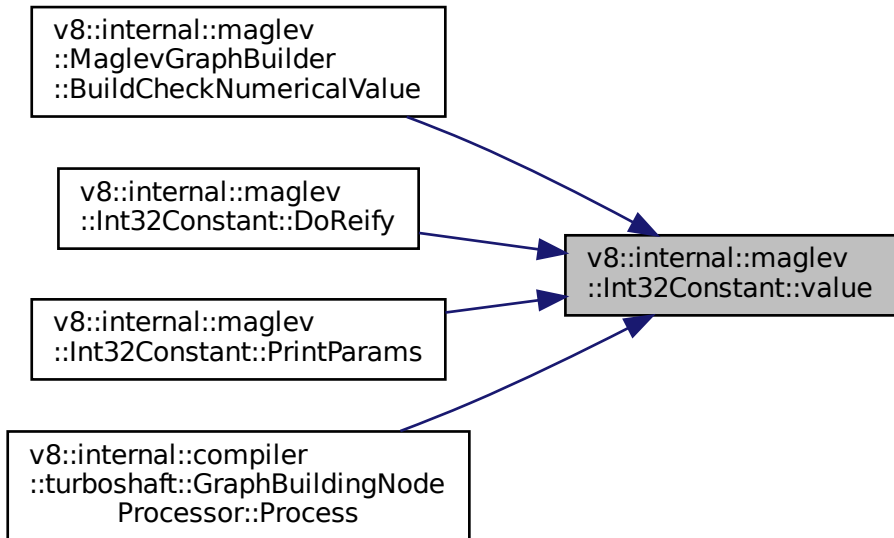 v8::internal::maglev
::MaglevGraphBuilder
::BuildCheckNumericalValue
v8::internal::maglev
::Int32Constant::DoReify
v8::internal::maglev
::Int32Constant::value
v8::internal::maglev
::Int32Constant::PrintParams
v8::internal::compiler
::turboshaft::GraphBuildingNode
Processor::Process